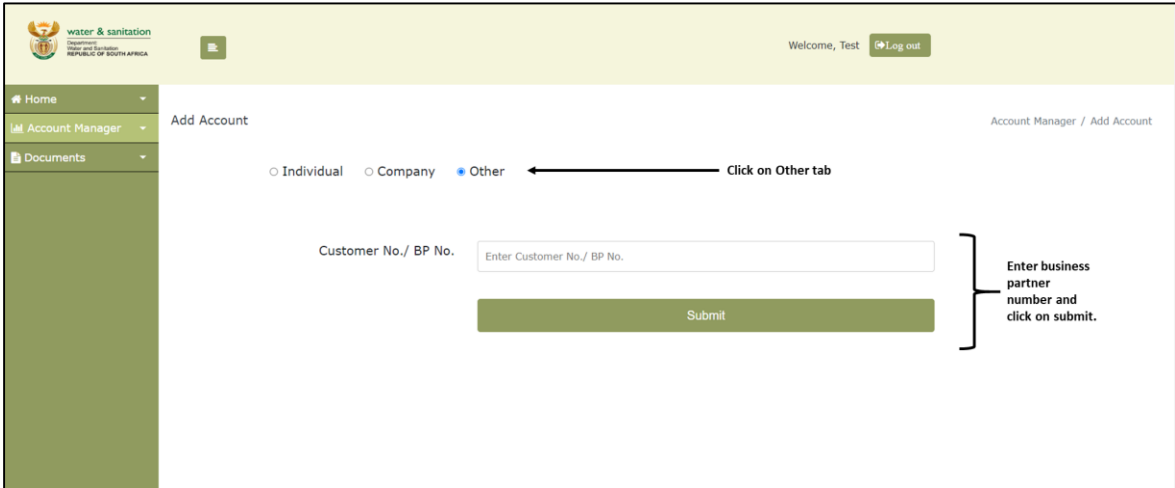 water & sanitation
Department:
Water and Sanitation
REPUBLIC OF SOUTH AFRICA
Welcome, Test
Log out
Home
Account Manager
Documents
Add Account
Account Manager / Add Account
Individual
Company
Other
Click on Other tab
Customer No./ BP No.
Enter Customer No./ BP No.
Submit
Enter business
partner
number and
click on submit.